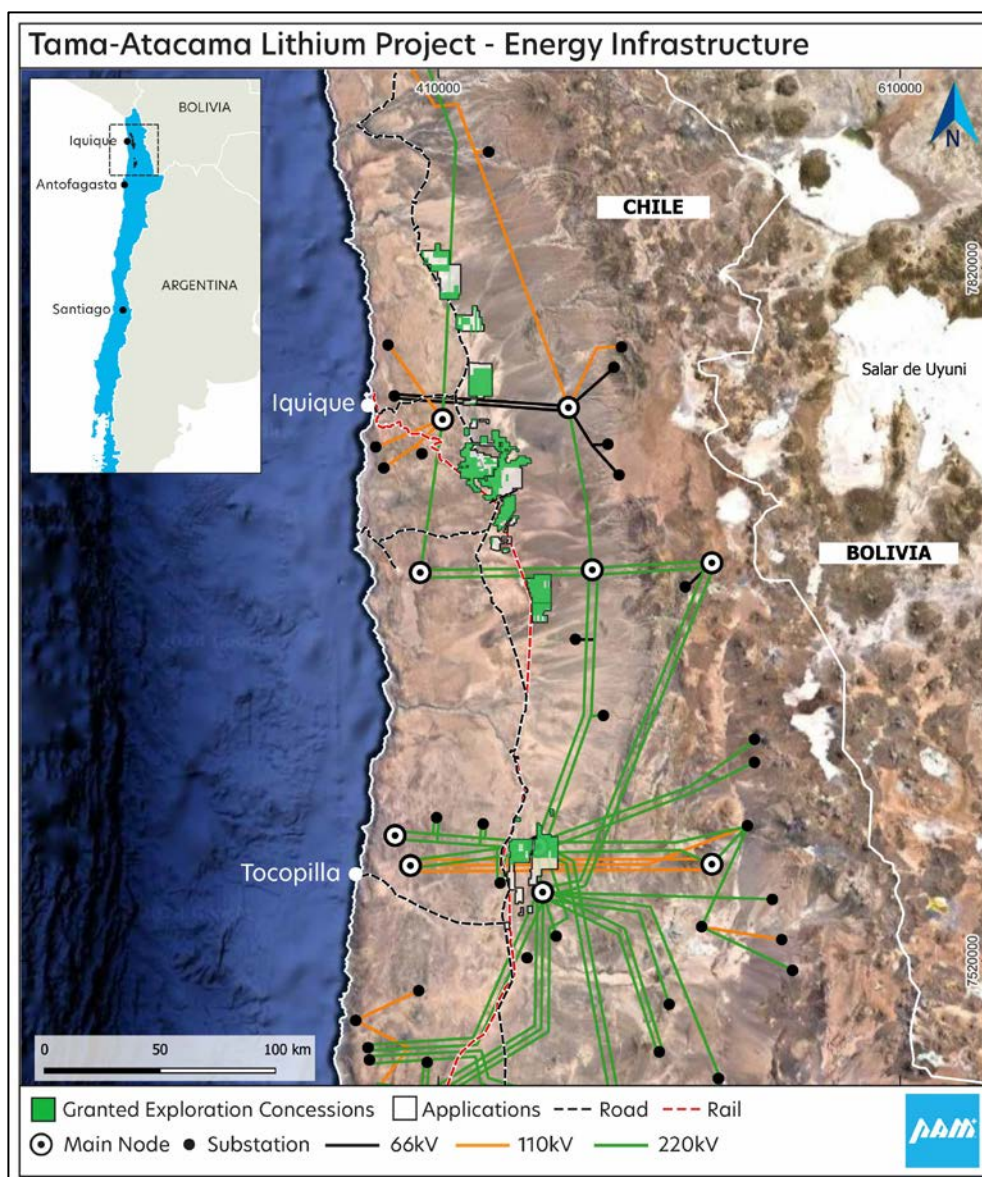 Tama-Atacama Lithium Project - Energy Infrastructure
410000
610000
BOLIVIA
Iquique
Antofagasta
ARGENTINA
Santiago
N
CHILE
7820000
Salar de Uyuni
Iquique
BOLIVIA
Tocopilla
7520000
0 50 100 km
Granted Exploration Concessions Applications Road Rail
Main Node Substation 66kV 110kV 220kV
PAM